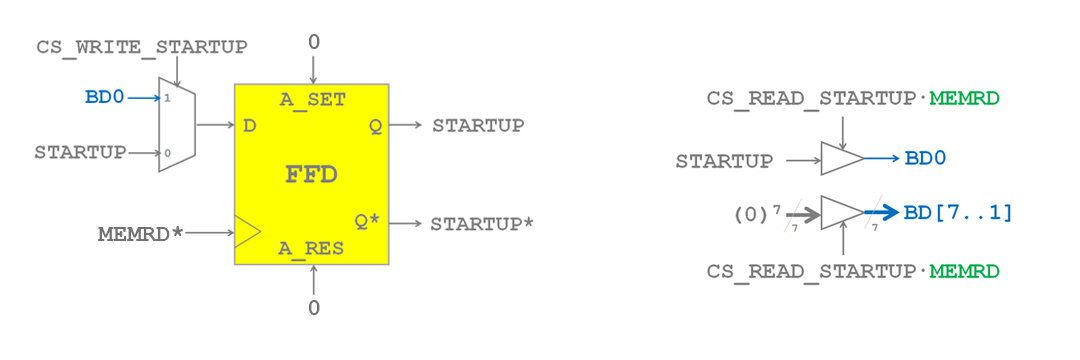 CS_WRITE_STARTUP
0
BD0
1
A_SET
D
Q
STARTUP
STARTUP
0
FFD
MEMRD*
Q*
STARTUP*
A_RES
0
CS_READ_STARTUP·MEMRD
STARTUP
BD0
(0)⁷
7
7
BD[7..1]
CS_READ_STARTUP·MEMRD